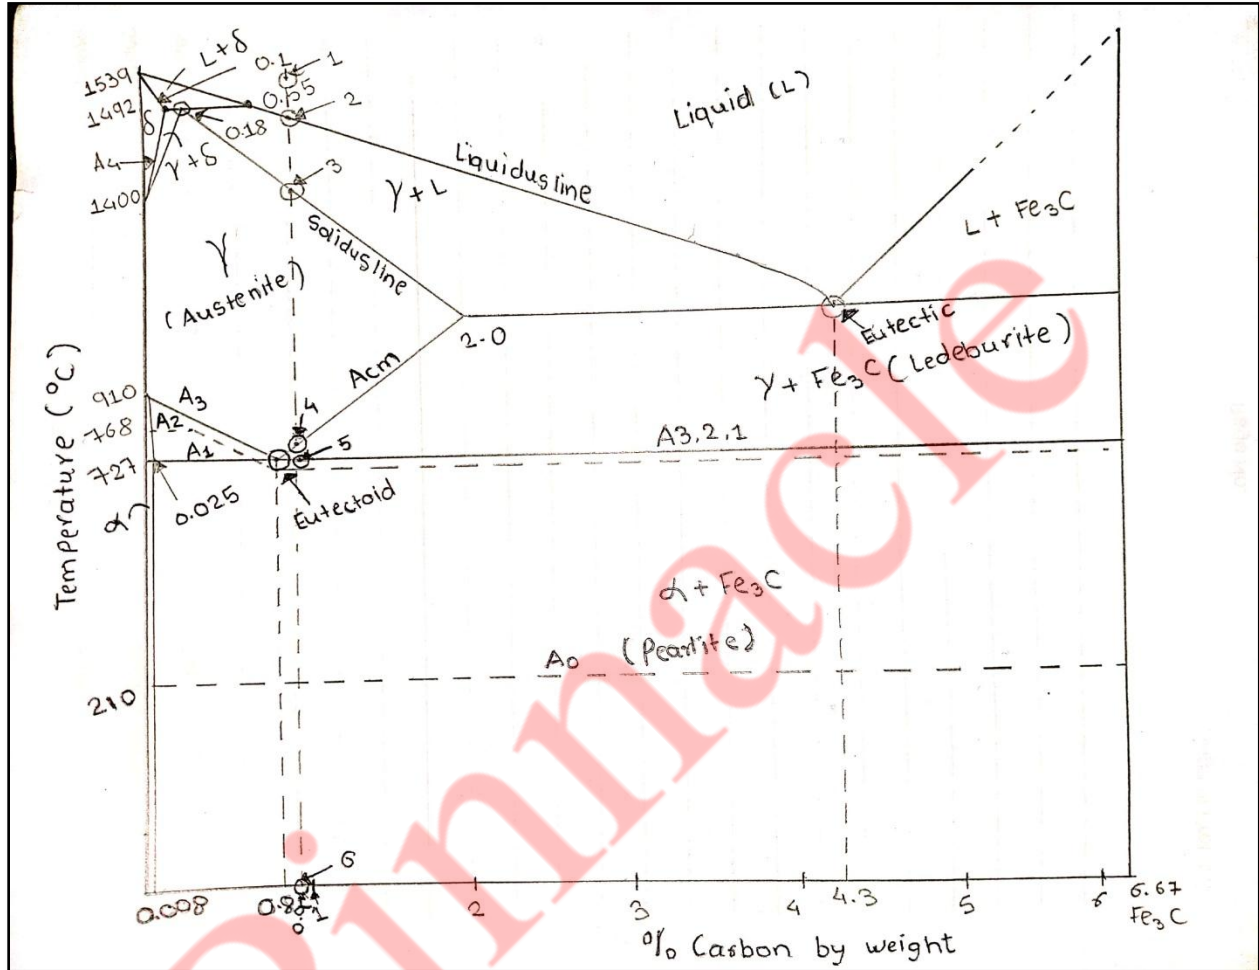 L+δ
0.1
1
1539
0.55
2
1492
δ
0.18
Liquid (L)
A4
γ+δ
3
Liquidus line
1400
γ+L
L + Fe₃C
γ
Solidus line
(Austenite)
Eutectic
2.0
Acm
γ + Fe₃C (Ledeburite)
910
A3
4
768
A2
A3,2,1
A1
5
727
0.025
Eutectoid
α
Temperature (°C)
α + Fe₃C
(Pearlite)
A0
210
6
0.008
0.8
1
2
3
4
4.3
5
6
6.67
Fe₃C
% Carbon by weight
Pinnacle